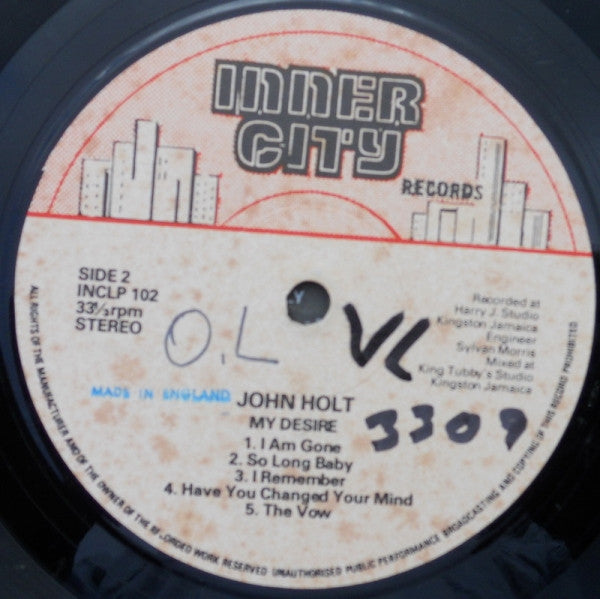 INNER
CITY
RECORDS
SIDE 2
INCLP 102
33⅓rpm
STEREO
Recorded at
Harry J. Studio
Kingston Jamaica
Engineer
Sylvan Morris
Mixed at
King Tubby's Studio
Kingston Jamaica
O.L
VL
3309
MADE IN ENGLAND
JOHN HOLT
MY DESIRE
1. I Am Gone
2. So Long Baby
3. I Remember
4. Have You Changed Your Mind
5. The Vow
ALL RIGHTS OF THE MANUFACTURER AND OF THE OWNER OF THE RECORDED WORK RESERVED UNAUTHORISED PUBLIC PERFORMANCE BROADCASTING AND COPYING OF THIS RECORD PROHIBITED